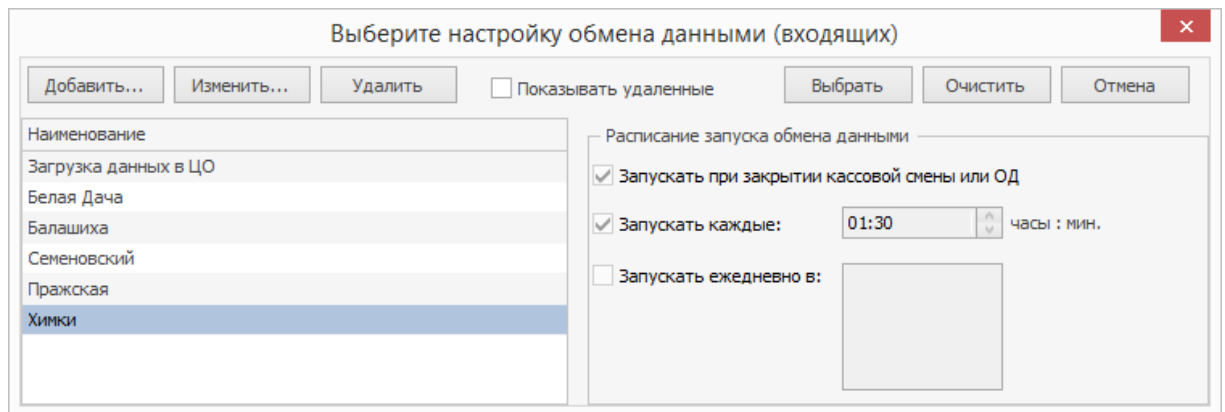 Выберите настройку обмена данными (входящих)
Добавить... Изменить... Удалить Показывать удаленные Выбрать Очистить Отмена
Наименование
Загрузка данных в ЦО
Белая Дача
Балашиха
Семеновский
Пражская
Химки
Расписание запуска обмена данными
Запускать при закрытии кассовой смены или ОД
Запускать каждые: 01:30 часы : мин.
Запускать ежедневно в: